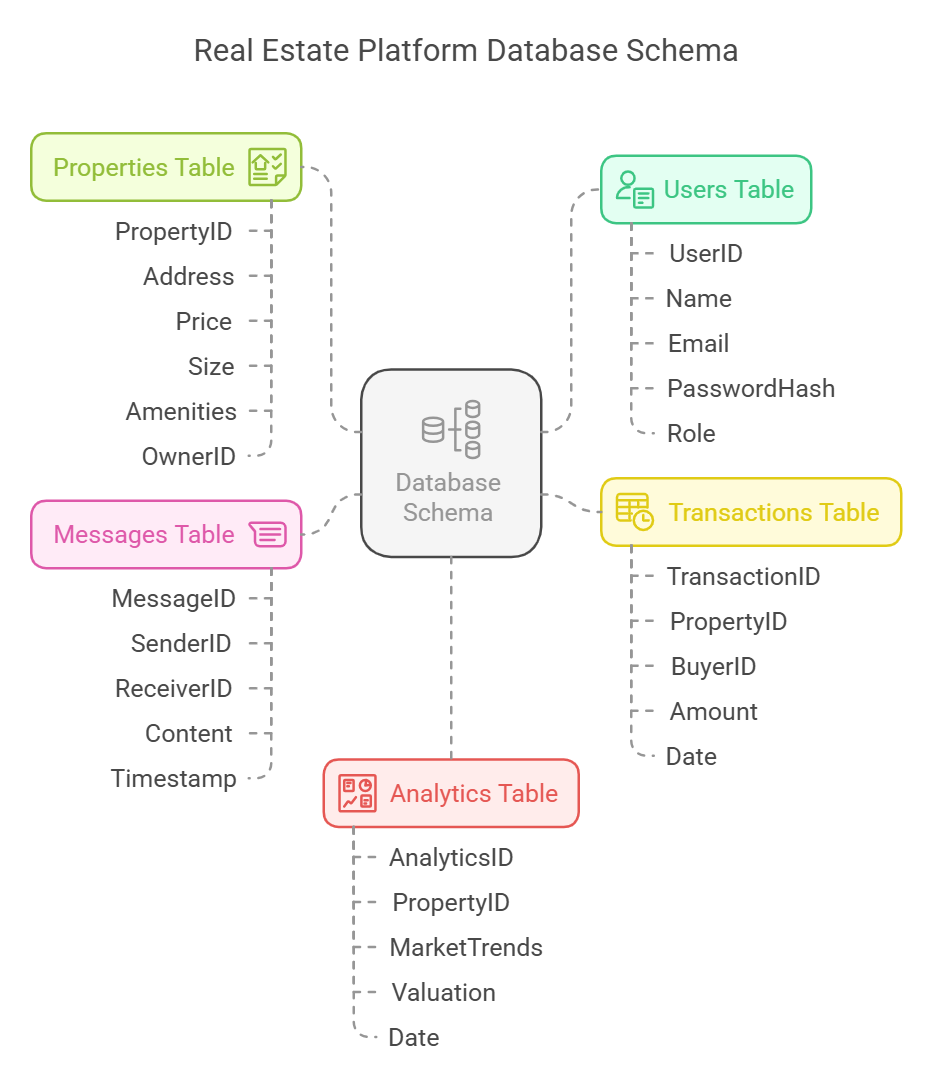 Real Estate Platform Database Schema
Properties Table
PropertyID
Address
Price
Size
Amenities
OwnerID
Users Table
UserID
Name
Email
PasswordHash
Role
Database
Schema
Messages Table
MessageID
SenderID
ReceiverID
Content
Timestamp
Transactions Table
TransactionID
PropertyID
BuyerID
Amount
Date
Analytics Table
AnalyticsID
PropertyID
MarketTrends
Valuation
Date